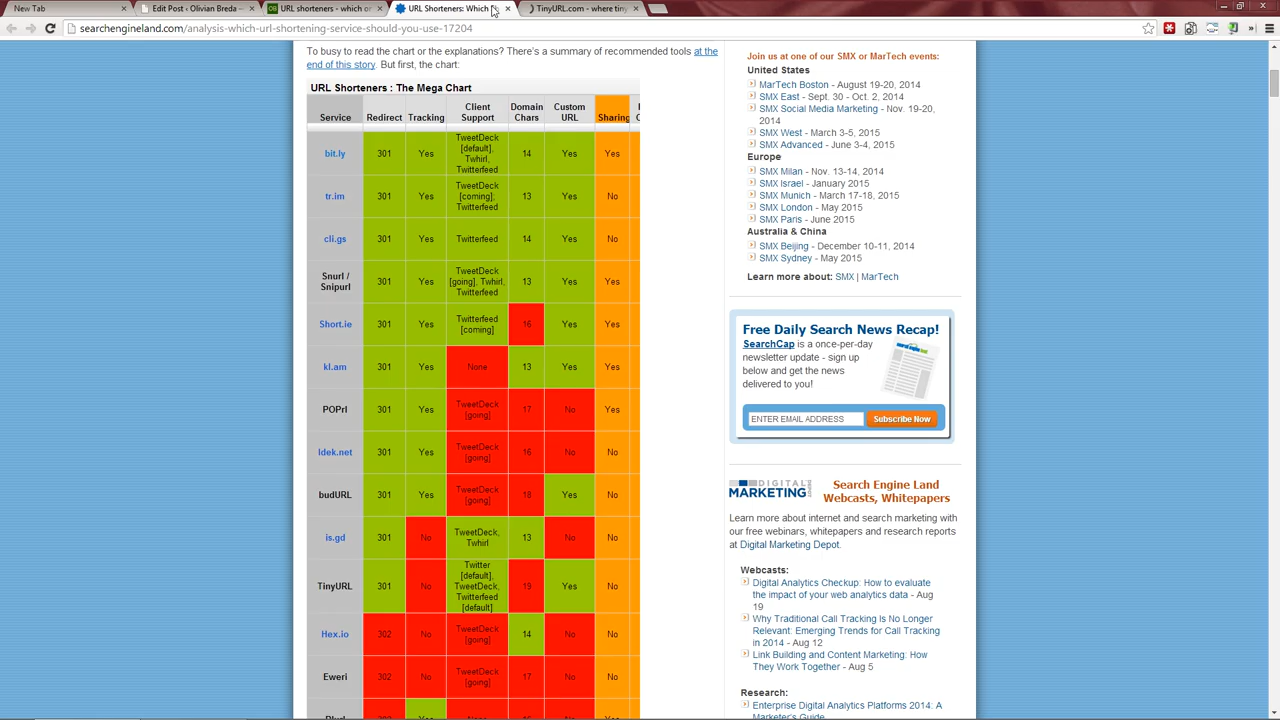 New Tab
Edit Post - Olivian Breda
URL shorteners - which or
URL Shorteners: Which
TinyURL.com - where tiny
searchengineland.com/analysis-which-url-shortening-service-should-you-use-17204
To busy to read the chart or the explanations? There's a summary of recommended tools at the
end of this story. But first, the chart:
URL Shorteners : The Mega Chart
Service Redirect Tracking Client Support Domain Chars Custom URL Sharing
bit.ly 301 Yes TweetDeck [default], Twhirl, Twitterfeed 14 Yes Yes
tr.im 301 Yes TweetDeck [coming]; Twitterfeed 13 Yes No
cli.gs 301 Yes Twitterfeed 14 Yes No
Snurl / Snipurl 301 Yes TweetDeck [going], Twhirl, Twitterfeed 13 Yes Yes
Short.ie 301 Yes Twitterfeed [coming] 16 Yes Yes
kl.am 301 Yes None 13 Yes Yes
POPrl 301 Yes TweetDeck [going] 17 No Yes
Idek.net 301 Yes TweetDeck [going] 16 No No
budURL 301 Yes TweetDeck [going] 18 Yes No
is.gd 301 No TweetDeck, Twhirl 13 No No
TinyURL 301 No Twitter [default], TweetDeck, Twitterfeed [default] 19 Yes No
Hex.io 302 No TweetDeck [going] 14 No No
Eweri 302 No TweetDeck [going] 17 No No
Join us at one of our SMX or MarTech events:
United States
MarTech Boston - August 19-20, 2014
SMX East - Sept. 30 - Oct. 2, 2014
SMX Social Media Marketing - Nov. 19-20,
2014
SMX West - March 3-5, 2015
SMX Advanced - June 3-4, 2015
Europe
SMX Milan - Nov. 13-14, 2014
SMX Israel - January 2015
SMX Munich - March 17-18, 2015
SMX London - May 2015
SMX Paris - June 2015
Australia & China
SMX Beijing - December 10-11, 2014
SMX Sydney - May 2015
Learn more about: SMX | MarTech
Free Daily Search News Recap!
SearchCap is a once-per-day
newsletter update - sign up
below and get the news
delivered to you!
ENTER EMAIL ADDRESS Subscribe Now
DIGITAL
MARKETING DEPOT
Search Engine Land
Webcasts, Whitepapers
Learn more about internet and search marketing with
our free webinars, whitepapers and research reports
at Digital Marketing Depot.
Webcasts:
Digital Analytics Checkup: How to evaluate
the impact of your web analytics data - Aug
19
Why Traditional Call Tracking Is No Longer
Relevant: Emerging Trends for Call Tracking
in 2014 - Aug 12
Link Building and Content Marketing: How
They Work Together - Aug 5
Research:
Enterprise Digital Analytics Platforms 2014: A
Marketer's Guide